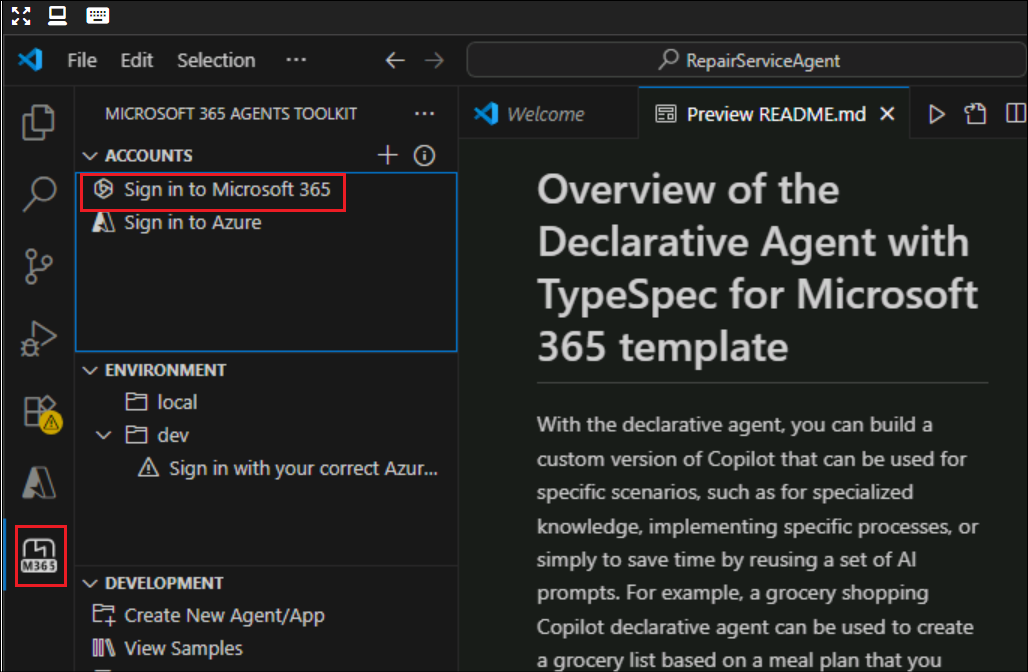 File Edit Selection ··· RepairServiceAgent
MICROSOFT 365 AGENTS TOOLKIT ···
Welcome
Preview README.md
ACCOUNTS
Sign in to Microsoft 365
Sign in to Azure
ENVIRONMENT
local
dev
Sign in with your correct Azur...
M365
DEVELOPMENT
Create New Agent/App
View Samples
Overview of the
Declarative Agent with
TypeSpec for Microsoft
365 template
With the declarative agent, you can build a
custom version of Copilot that can be used for
specific scenarios, such as for specialized
knowledge, implementing specific processes, or
simply to save time by reusing a set of AI
prompts. For example, a grocery shopping
Copilot declarative agent can be used to create
a grocery list based on a meal plan that you